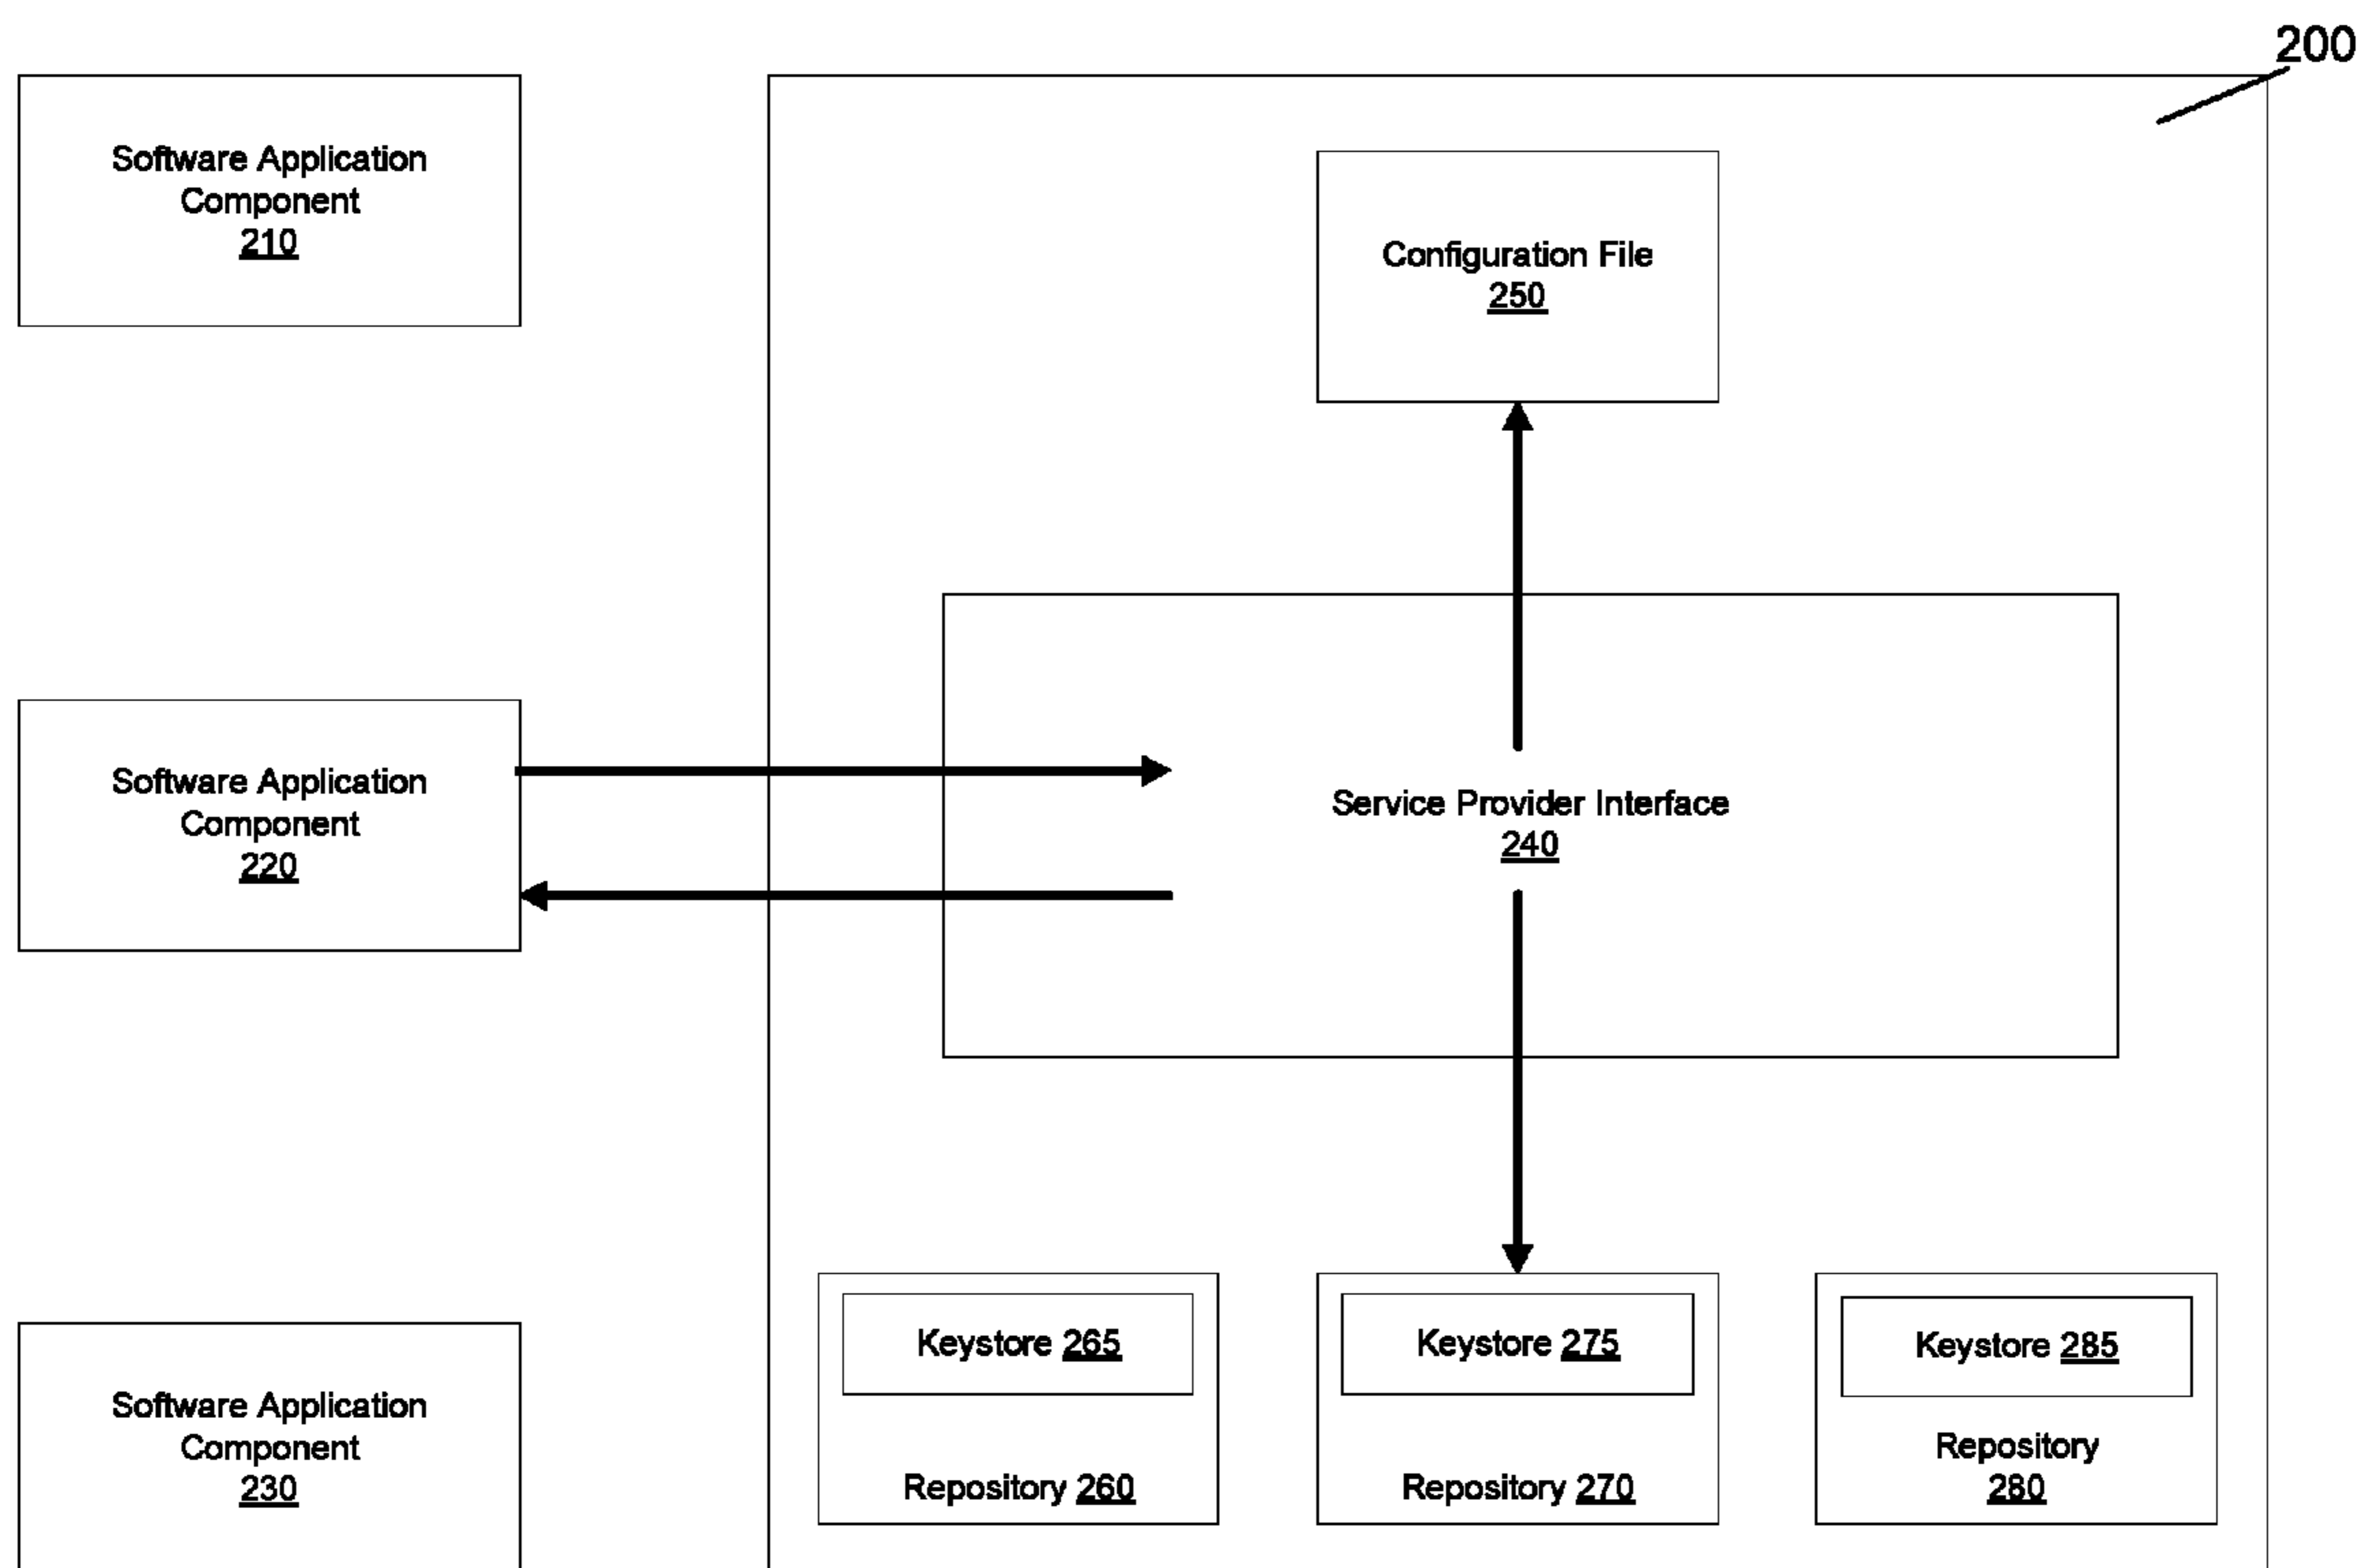 200
Software Application
Component
210
Configuration File
250
Software Application
Component
220
Service Provider Interface
240
Software Application
Component
230
Keystore 265
Repository 260
Keystore 275
Repository 270
Keystore 285
Repository
280